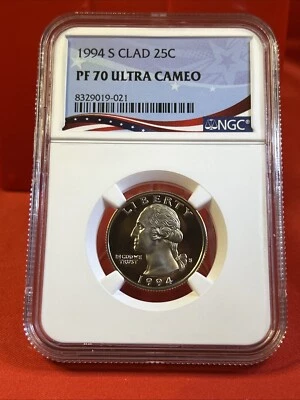 1994 S CLAD 25C
PF 70 ULTRA CAMEO
8329019-021
NGC
LIBERTY
IN GOD WE
TRUST
S
1994